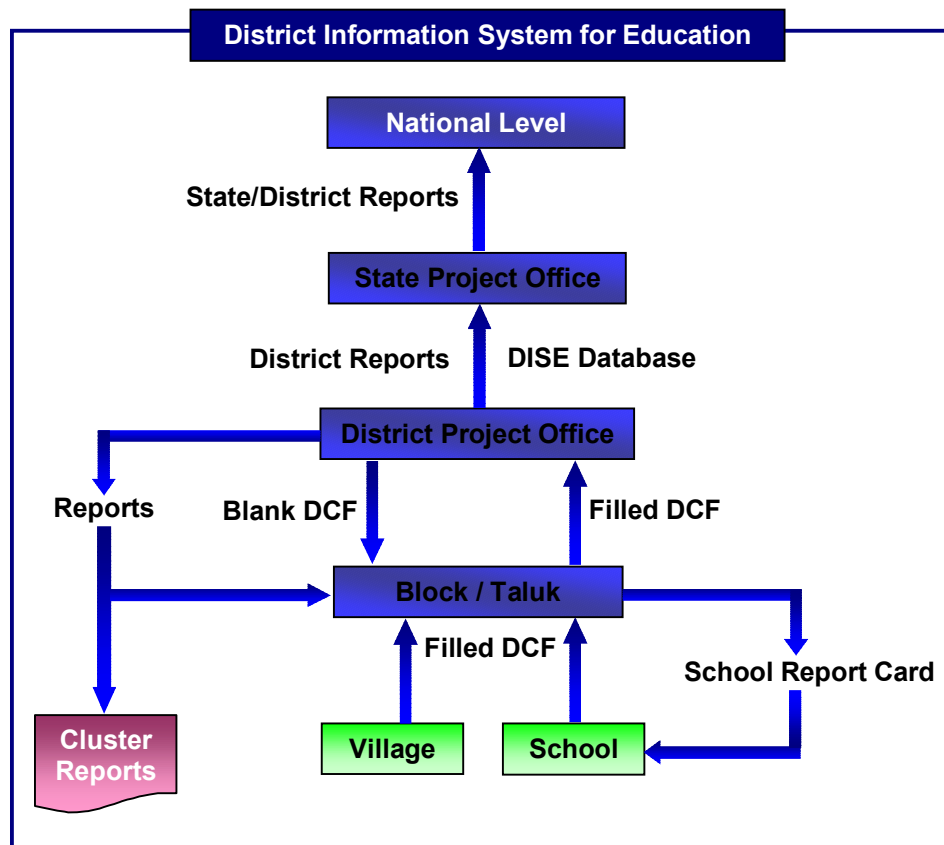 District Information System for Education
National Level
State/District Reports
State Project Office
District Reports
DISE Database
District Project Office
Reports
Blank DCF
Filled DCF
Block / Taluk
Filled DCF
School Report Card
Cluster
Reports
Village
School